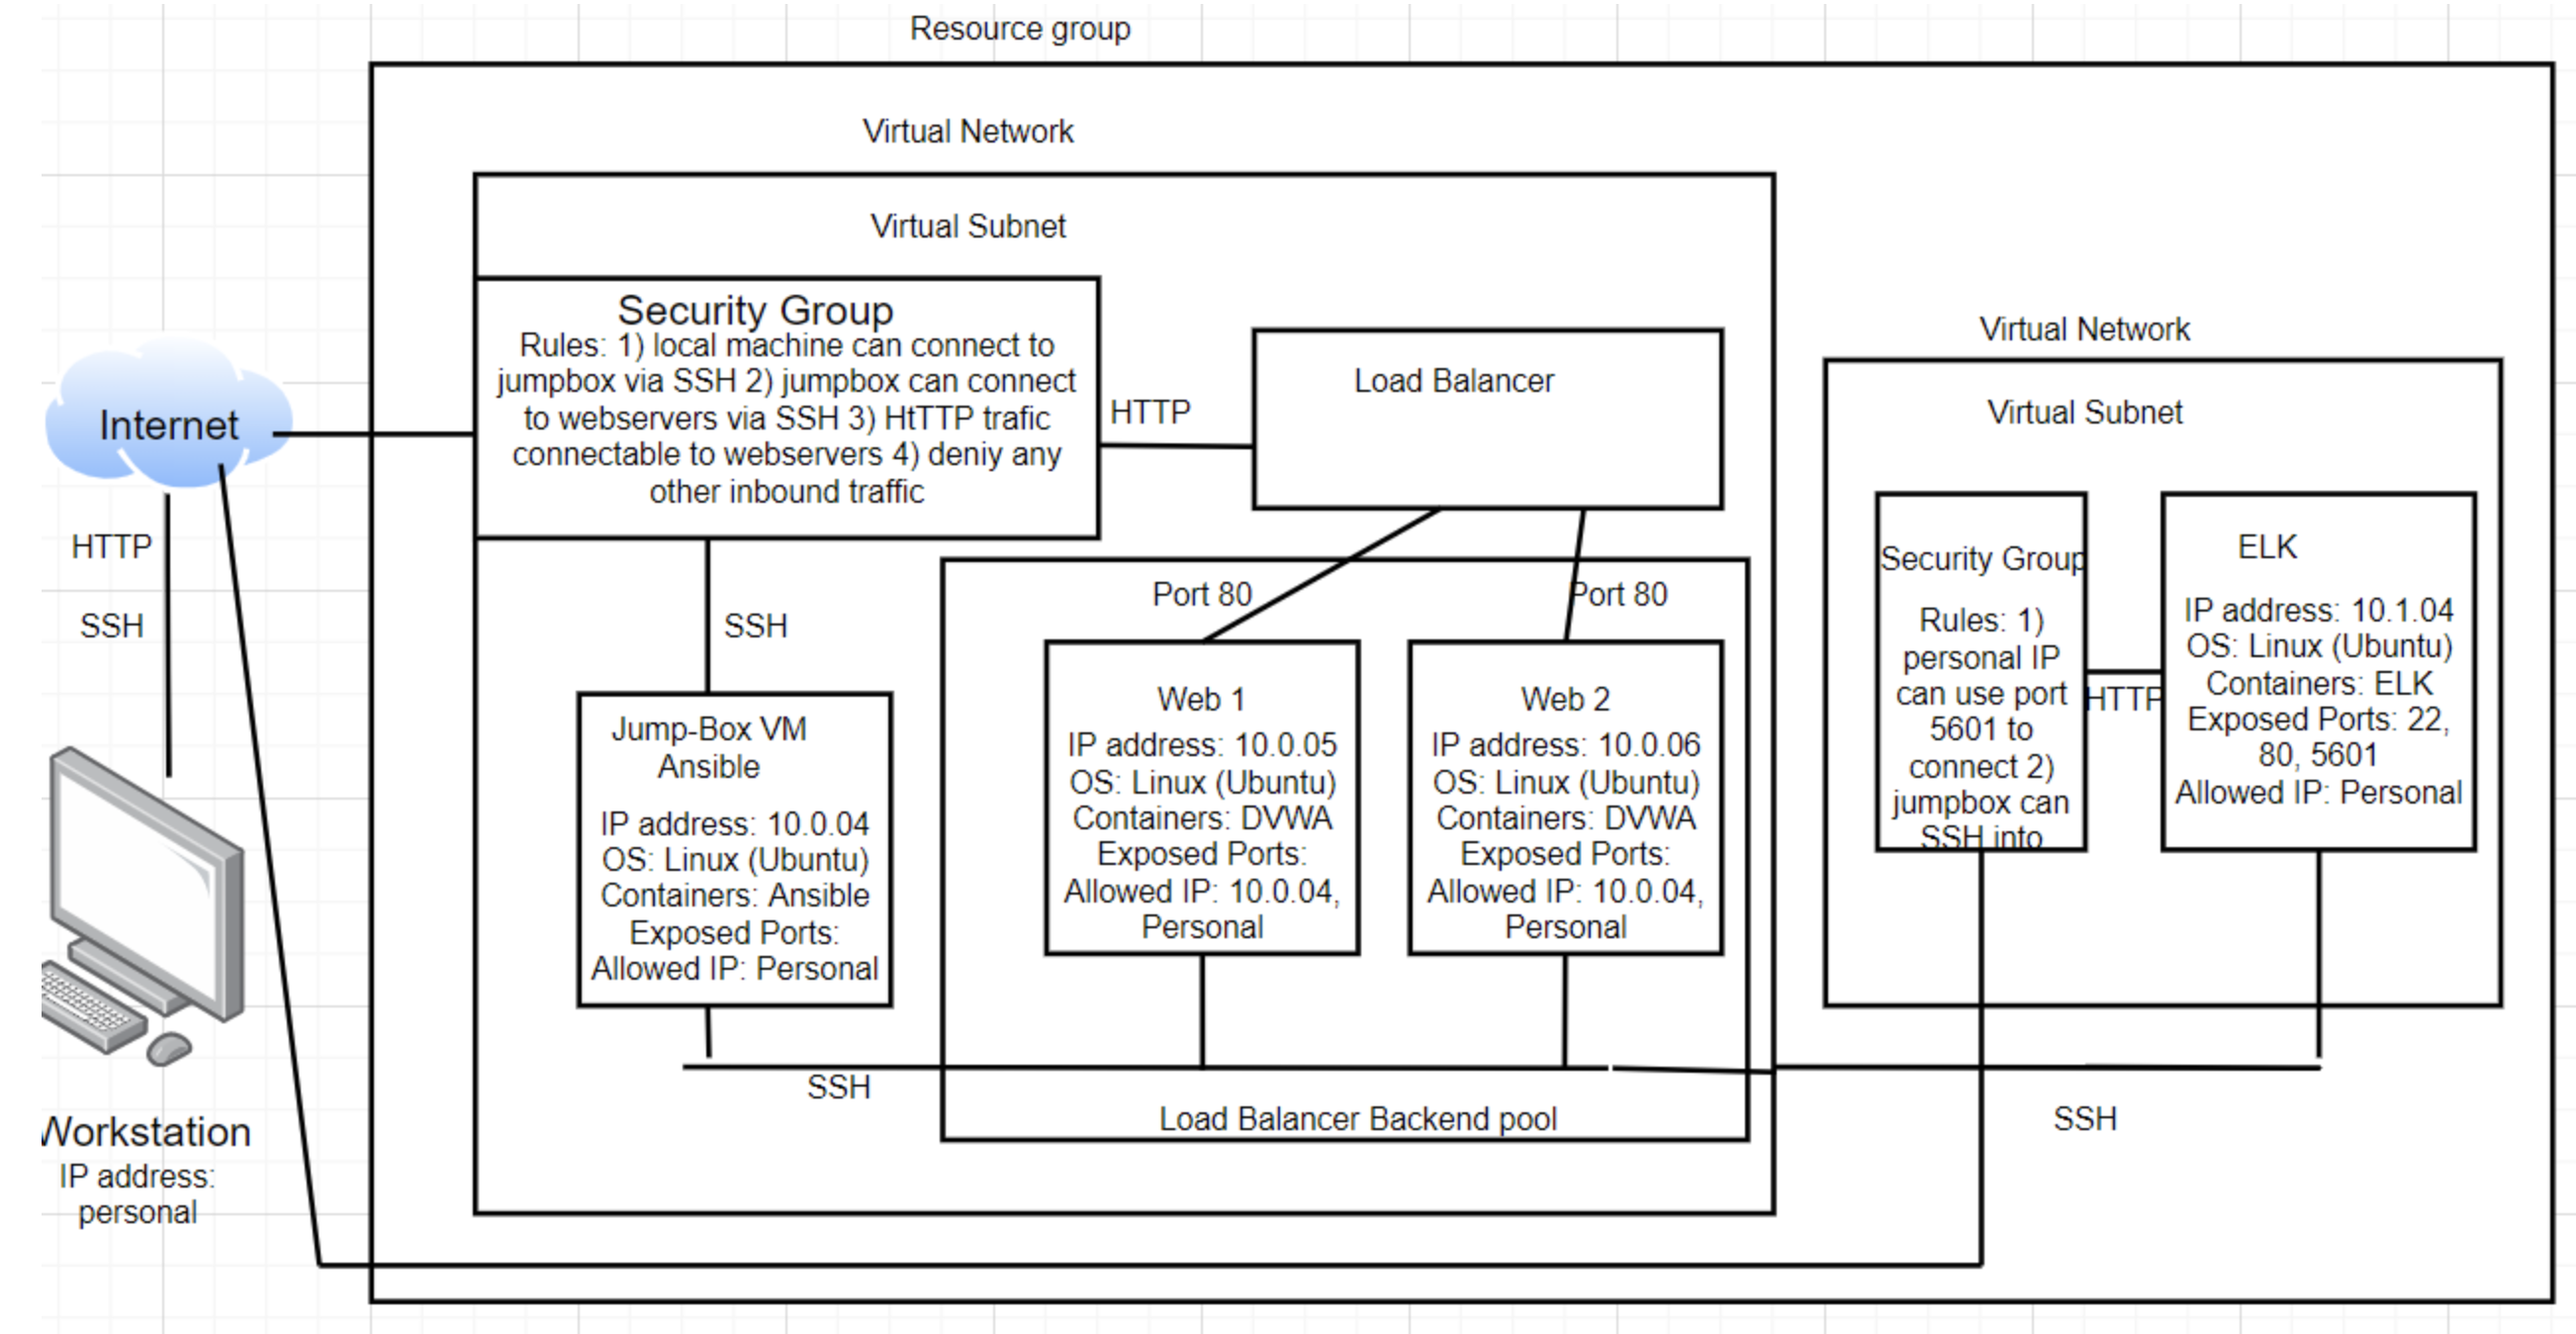 Resource group
Virtual Network
Virtual Subnet
Security Group
Rules: 1) local machine can connect to
jumpbox via SSH 2) jumpbox can connect
to webservers via SSH 3) HtTTP trafic
connectable to webservers 4) deniy any
other inbound traffic
HTTP
Load Balancer
Internet
HTTP
SSH
SSH
Port 80
Port 80
Jump-Box VM
Ansible
IP address: 10.0.04
OS: Linux (Ubuntu)
Containers: Ansible
Exposed Ports:
Allowed IP: Personal
Web 1
IP address: 10.0.05
OS: Linux (Ubuntu)
Containers: DVWA
Exposed Ports:
Allowed IP: 10.0.04,
Personal
Web 2
IP address: 10.0.06
OS: Linux (Ubuntu)
Containers: DVWA
Exposed Ports:
Allowed IP: 10.0.04,
Personal
SSH
Load Balancer Backend pool
Virtual Network
Virtual Subnet
Security Group
Rules: 1)
personal IP
can use port
5601 to
connect 2)
jumpbox can
SSH into
HTTP
ELK
IP address: 10.1.04
OS: Linux (Ubuntu)
Containers: ELK
Exposed Ports: 22,
80, 5601
Allowed IP: Personal
SSH
Workstation
IP address:
personal